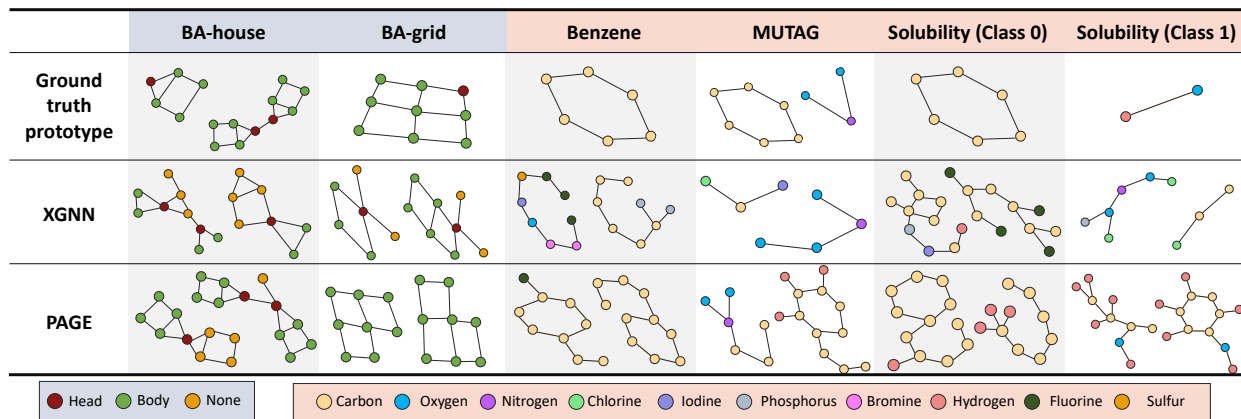 BA-house BA-grid Benzene MUTAG Solubility (Class 0) Solubility (Class 1)
Ground
truth
prototype
XGNN
PAGE
Head Body None Carbon Oxygen Nitrogen Chlorine Iodine Phosphorus Bromine Hydrogen Fluorine Sulfur